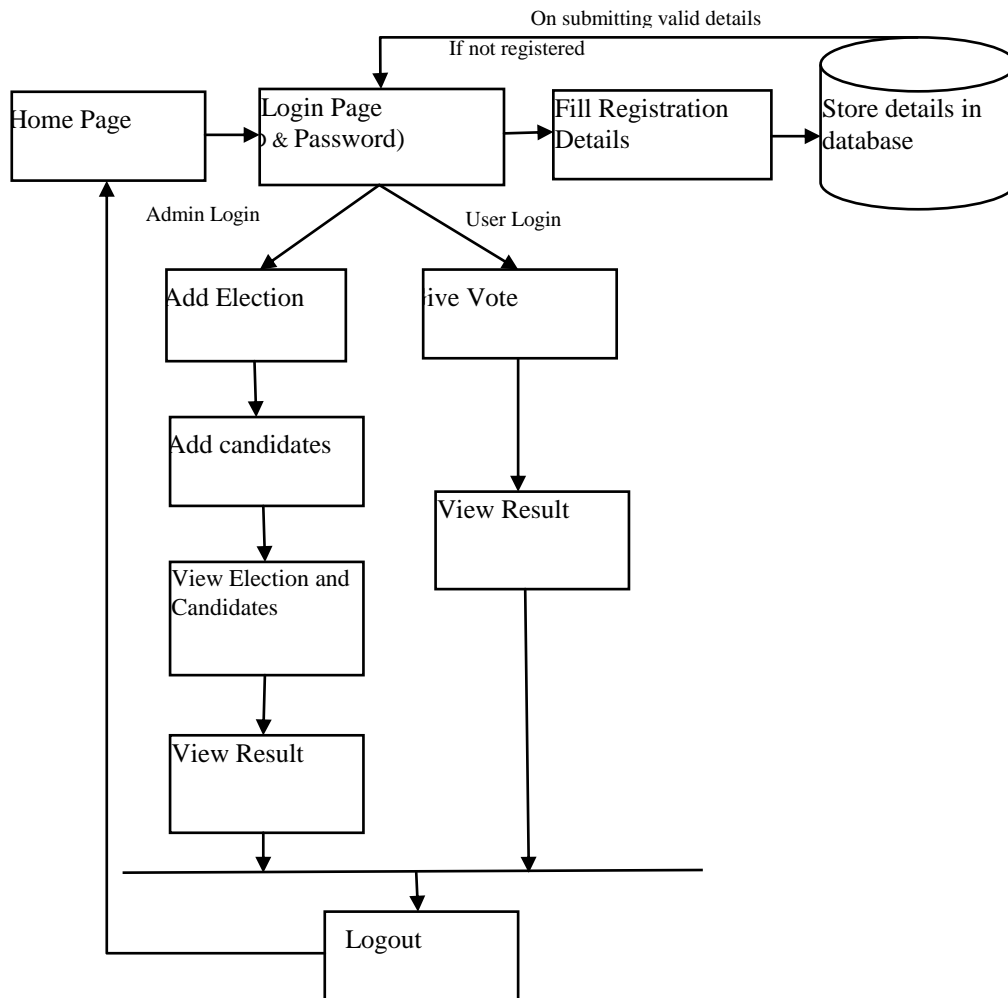 On submitting valid details
If not registered
Home Page
Login Page
& Password)
Fill Registration
Details
Store details in
database
Admin Login
User Login
Add Election
ive Vote
Add candidates
View Result
View Election and
Candidates
View Result
Logout